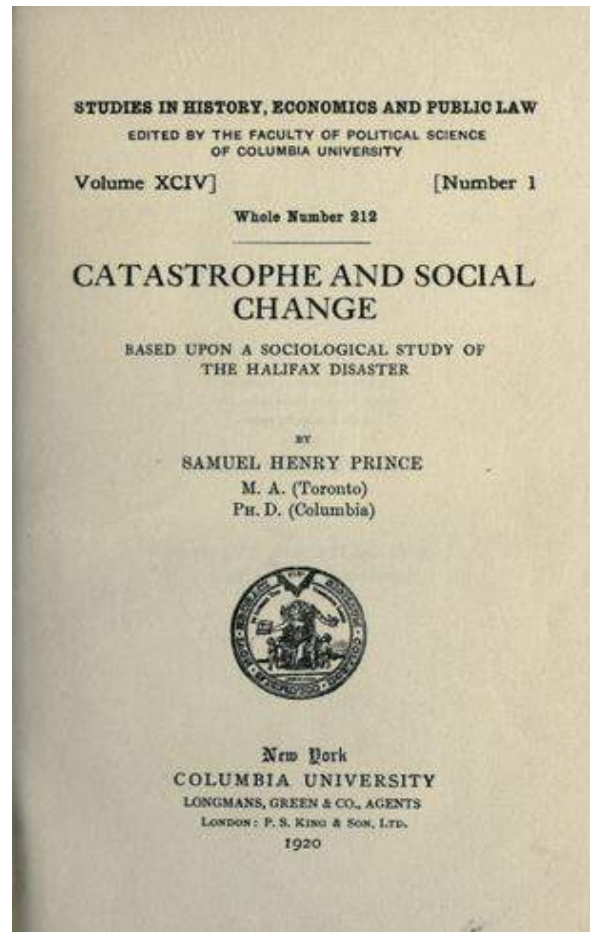 STUDIES IN HISTORY, ECONOMICS AND PUBLIC LAW
EDITED BY THE FACULTY OF POLITICAL SCIENCE
OF COLUMBIA UNIVERSITY
Volume XCIV] [Number 1
Whole Number 212
CATASTROPHE AND SOCIAL
CHANGE
BASED UPON A SOCIOLOGICAL STUDY OF
THE HALIFAX DISASTER
BY
SAMUEL HENRY PRINCE
M. A. (Toronto)
PH. D. (Columbia)
New York
COLUMBIA UNIVERSITY
LONGMANS, GREEN & CO., AGENTS
LONDON: P. S. KING & SON, LTD.
1920